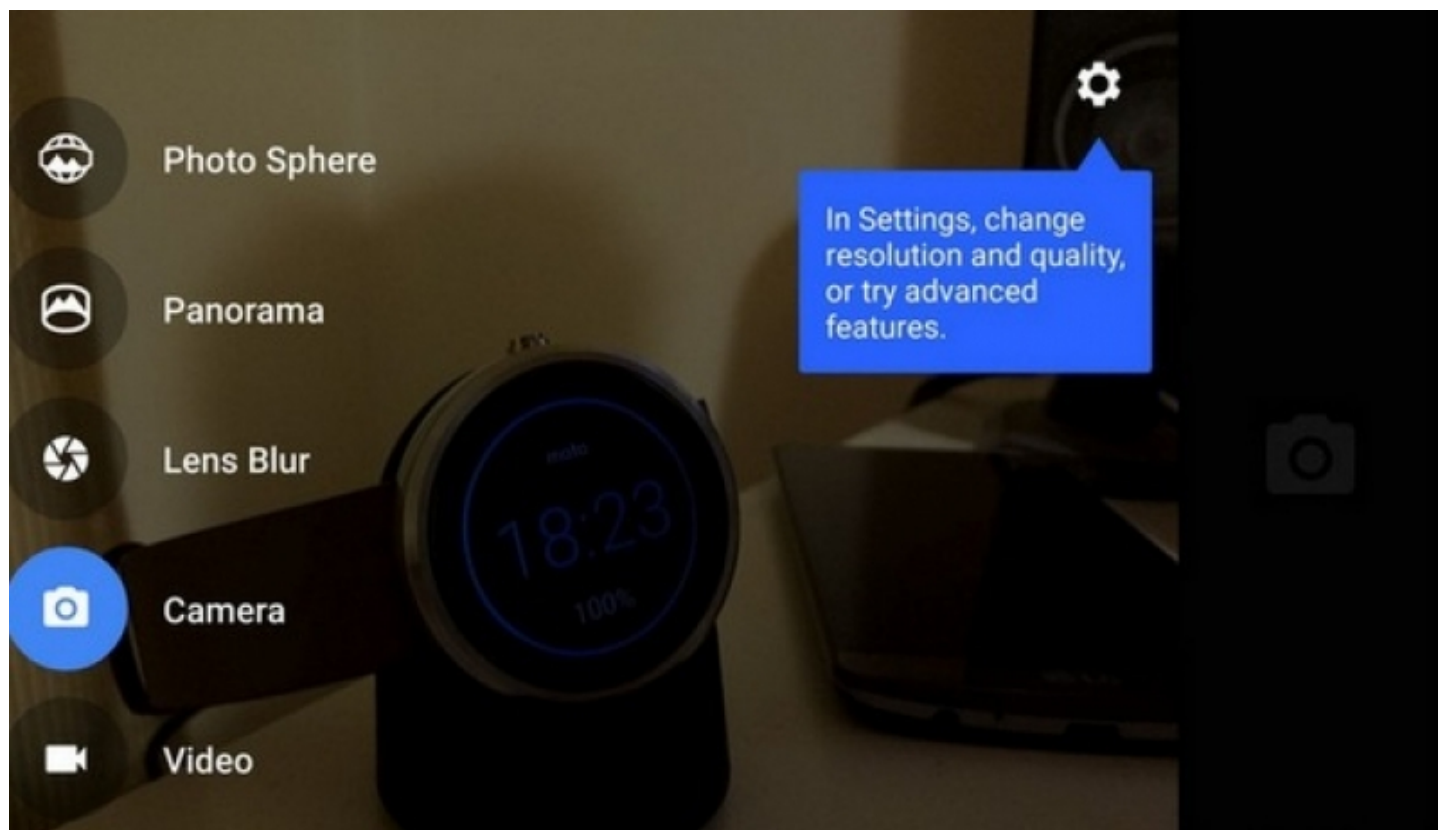 Photo Sphere
Panorama
Lens Blur
Camera
Video
In Settings, change
resolution and quality,
or try advanced
features.
moto
18:23
100%